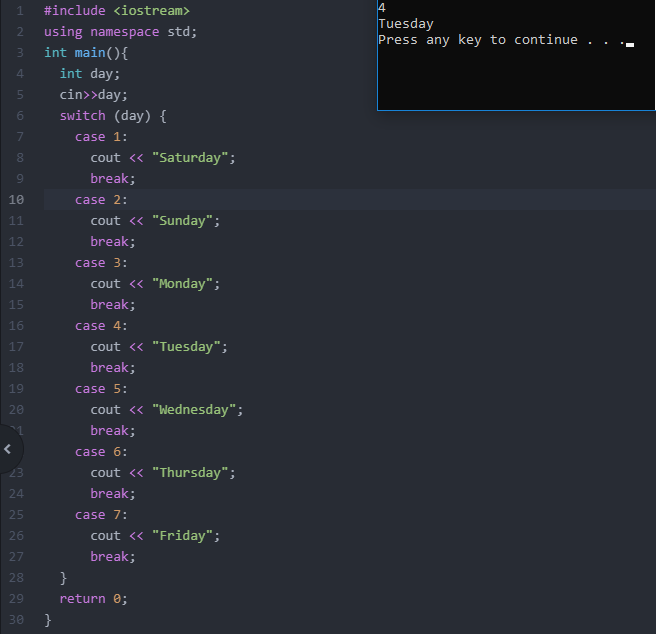 1 #include <iostream>
2 using namespace std;
3 int main(){
4 int day;
5 cin>>day;
6 switch (day) {
7 case 1:
8 cout << "Saturday";
9 break;
10 case 2:
11 cout << "Sunday";
12 break;
13 case 3:
14 cout << "Monday";
15 break;
16 case 4:
17 cout << "Tuesday";
18 break;
19 case 5:
20 cout << "Wednesday";
break;
case 6:
23 cout << "Thursday";
24 break;
25 case 7:
26 cout << "Friday";
27 break;
28 }
29 return 0;
30 }
4
Tuesday
Press any key to continue . . .